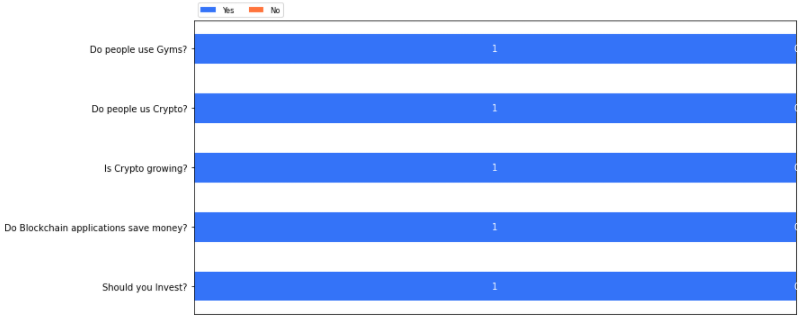 Yes No
Do people use Gyms? 1 0
Do people us Crypto? 1 0
Is Crypto growing? 1 0
Do Blockchain applications save money? 1 0
Should you Invest? 1 0